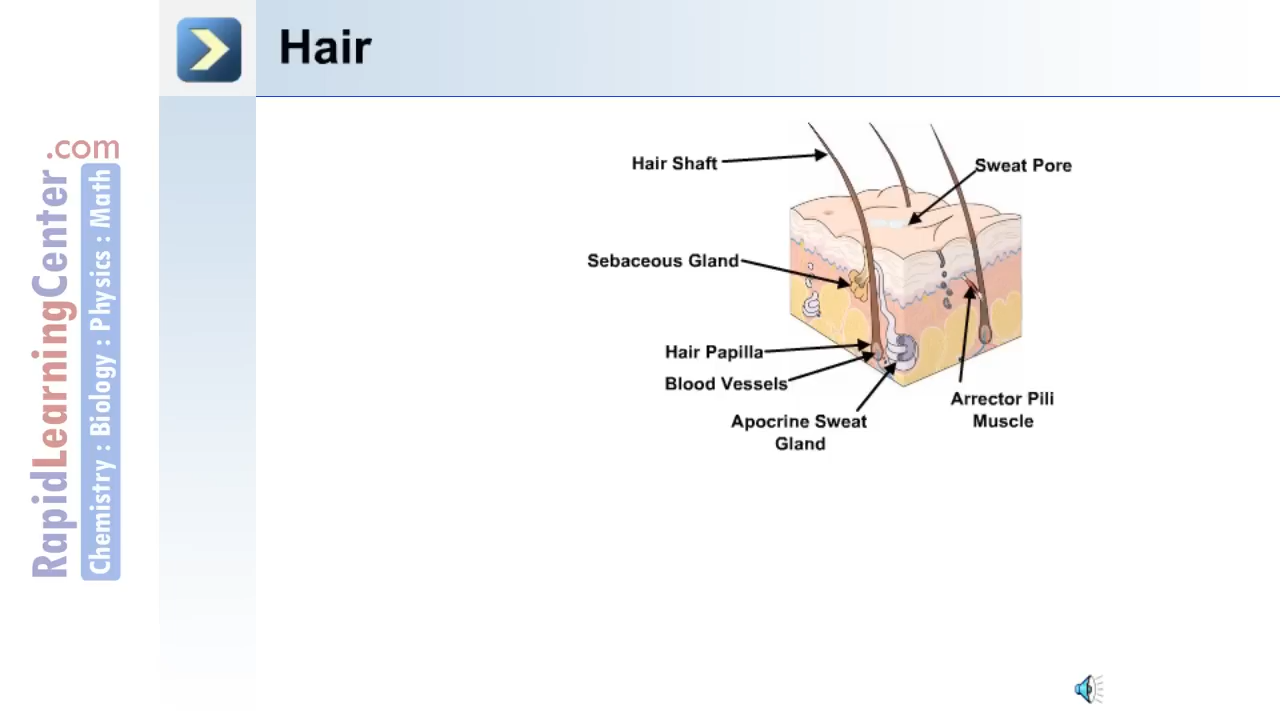 Hair
.com
RapidLearningCenter
Chemistry : Biology : Physics : Math
Hair Shaft
Sweat Pore
Sebaceous Gland
Hair Papilla
Blood Vessels
Apocrine Sweat
Gland
Arrector Pili
Muscle